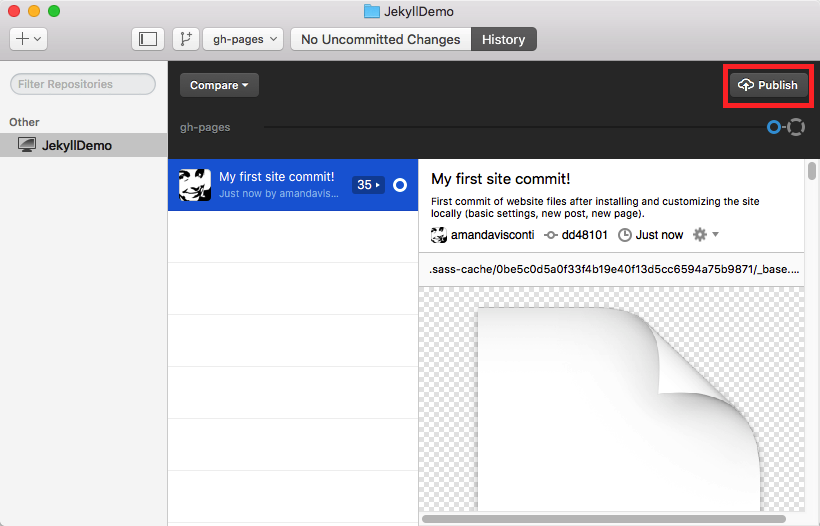 JekyllDemo
gh-pages
No Uncommitted Changes
History
Filter Repositories
Compare
Publish
Other
gh-pages
JekyllDemo
My first site commit!
35
Just now by amandavis...
My first site commit!
First commit of website files after installing and customizing the site
locally (basic settings, new post, new page).
amandavisconti
dd48101
Just now
.sass-cache/0be5c0d5a0f33f4b19e40f13d5cc6594a75b9871/_base....